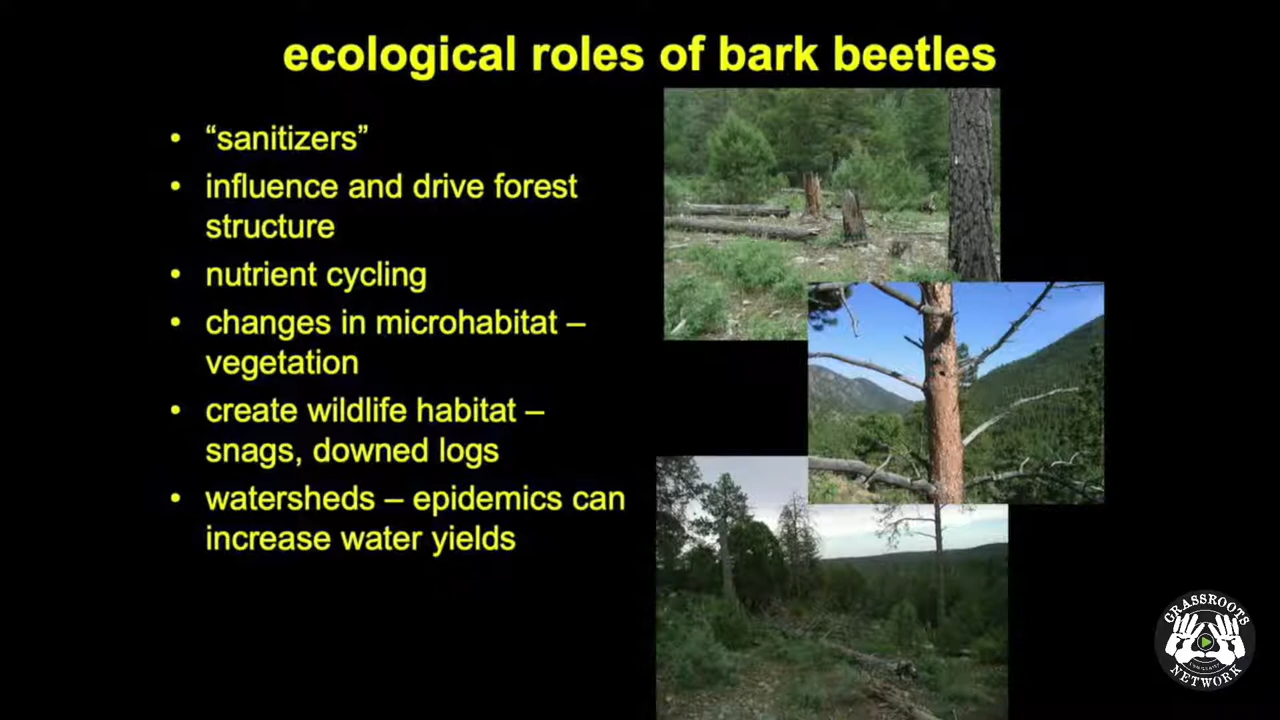 ecological roles of bark beetles
• “sanitizers”
• influence and drive forest
structure
• nutrient cycling
• changes in microhabitat –
vegetation
• create wildlife habitat –
snags, downed logs
• watersheds – epidemics can
increase water yields
GRASSROOTS
NETWORK